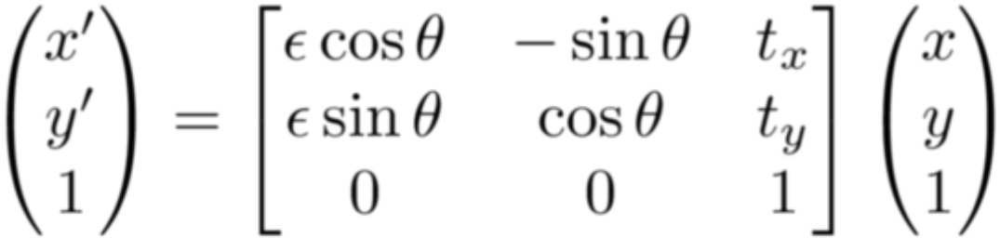 x′ ϵ cos θ − sin θ t_x x
y′ = ϵ sin θ cos θ t_y y
1 0 0 1 1